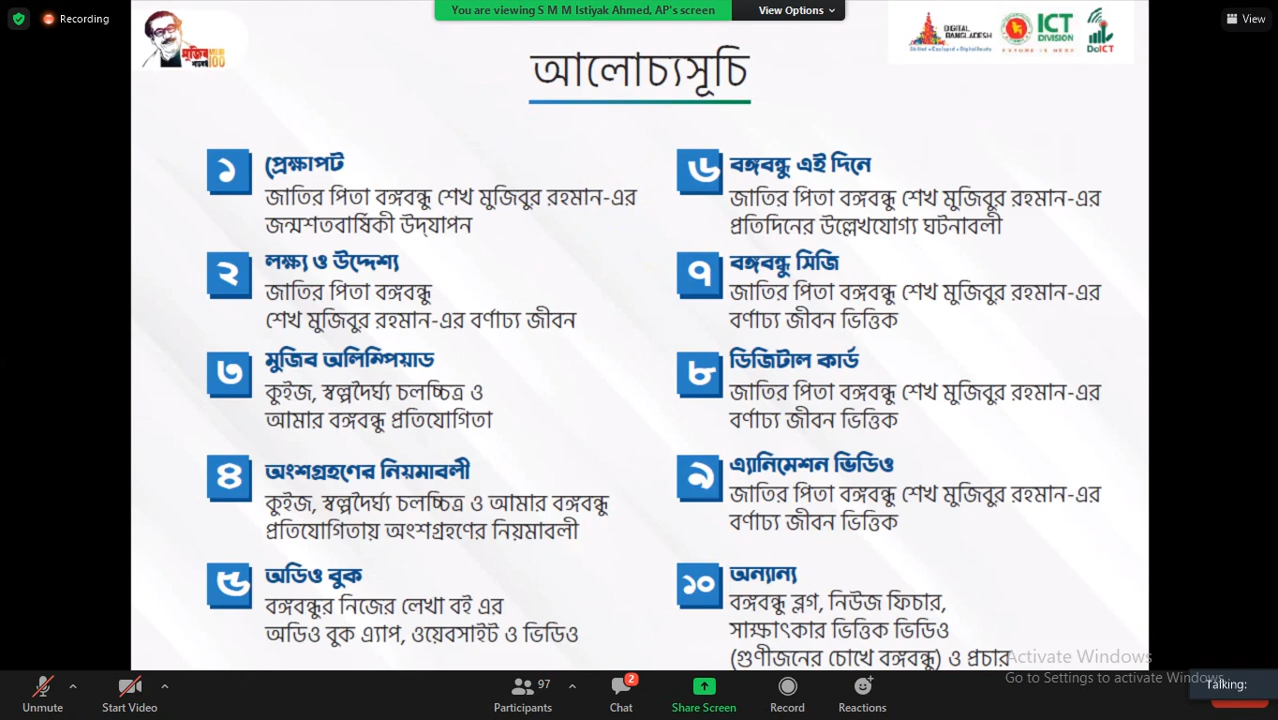 You are viewing S M M Istiyak Ahmed, AP's screen
View Options
Recording
View
মুজিব
শতবর্ষ
100
DIGITAL
BANGLADESH
ICT
DIVISION
FUTURE IS HERE
DoICT
আলোচ্যসূচি
১ প্রেক্ষাপট
জাতির পিতা বঙ্গবন্ধু শেখ মুজিবুর রহমান-এর
জন্মশতবার্ষিকী উদ্‌যাপন
২ লক্ষ্য ও উদ্দেশ্য
জাতির পিতা বঙ্গবন্ধু
শেখ মুজিবুর রহমান-এর বর্ণাঢ্য জীবন
৩ মুজিব অলিম্পিয়াড
কুইজ, স্বল্পদৈর্ঘ্য চলচ্চিত্র ও
আমার বঙ্গবন্ধু প্রতিযোগিতা
৪ অংশগ্রহণের নিয়মাবলী
কুইজ, স্বল্পদৈর্ঘ্য চলচ্চিত্র ও আমার বঙ্গবন্ধু
প্রতিযোগিতায় অংশগ্রহণের নিয়মাবলী
৫ অডিও বুক
বঙ্গবন্ধুর নিজের লেখা বই এর
অডিও বুক এ্যাপ, ওয়েবসাইট ও ভিডিও
৬ বঙ্গবন্ধু এই দিনে
জাতির পিতা বঙ্গবন্ধু শেখ মুজিবুর রহমান-এর
প্রতিদিনের উল্লেখযোগ্য ঘটনাবলী
৭ বঙ্গবন্ধু সিজি
জাতির পিতা বঙ্গবন্ধু শেখ মুজিবুর রহমান-এর
বর্ণাঢ্য জীবন ভিত্তিক
৮ ডিজিটাল কার্ড
জাতির পিতা বঙ্গবন্ধু শেখ মুজিবুর রহমান-এর
বর্ণাঢ্য জীবন ভিত্তিক
৯ এ্যানিমেশন ভিডিও
জাতির পিতা বঙ্গবন্ধু শেখ মুজিবুর রহমান-এর
বর্ণাঢ্য জীবন ভিত্তিক
১০ অন্যান্য
বঙ্গবন্ধু ব্লগ, নিউজ ফিচার,
সাক্ষাৎকার ভিত্তিক ভিডিও
(গুণীজনের চোখে বঙ্গবন্ধু) ও প্রচার
Activate Windows
Go to Settings to activate Windows.
Talking:
Unmute
Start Video
97
Participants
2
Chat
Share Screen
Record
Reactions